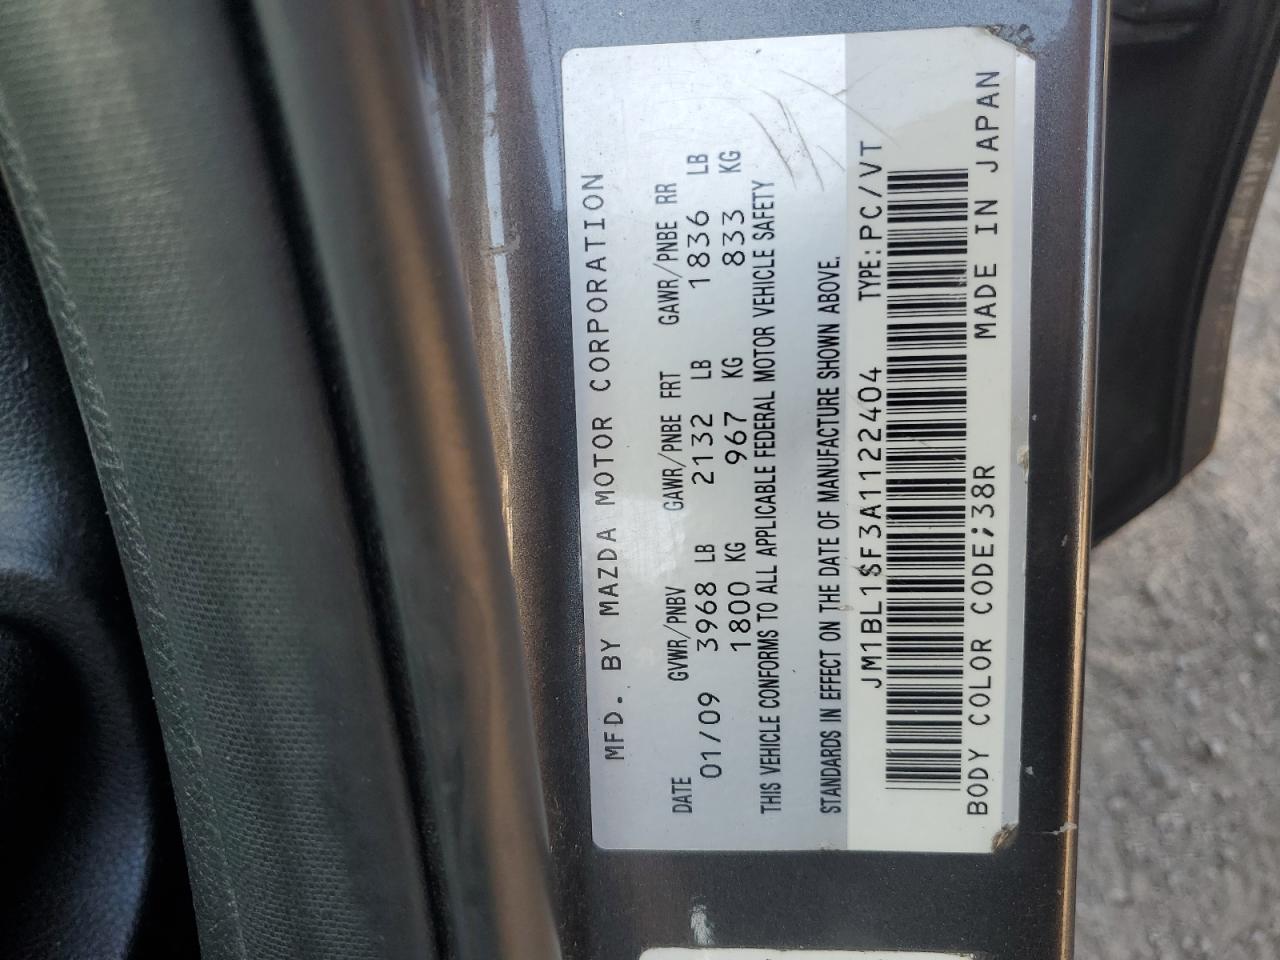 MFD. BY MAZDA MOTOR CORPORATION
DATE GVWR/PNBV GAWR/PNBE FRT GAWR/PNBE RR
01/09 3968 LB 2132 LB 1836 LB
1800 KG 967 KG 833 KG
THIS VEHICLE CONFORMS TO ALL APPLICABLE FEDERAL MOTOR VEHICLE SAFETY
STANDARDS IN EFFECT ON THE DATE OF MANUFACTURE SHOWN ABOVE.
JM1BL1SF3A1122404 TYPE:PC/VT
BODY COLOR CODE;38R MADE IN JAPAN